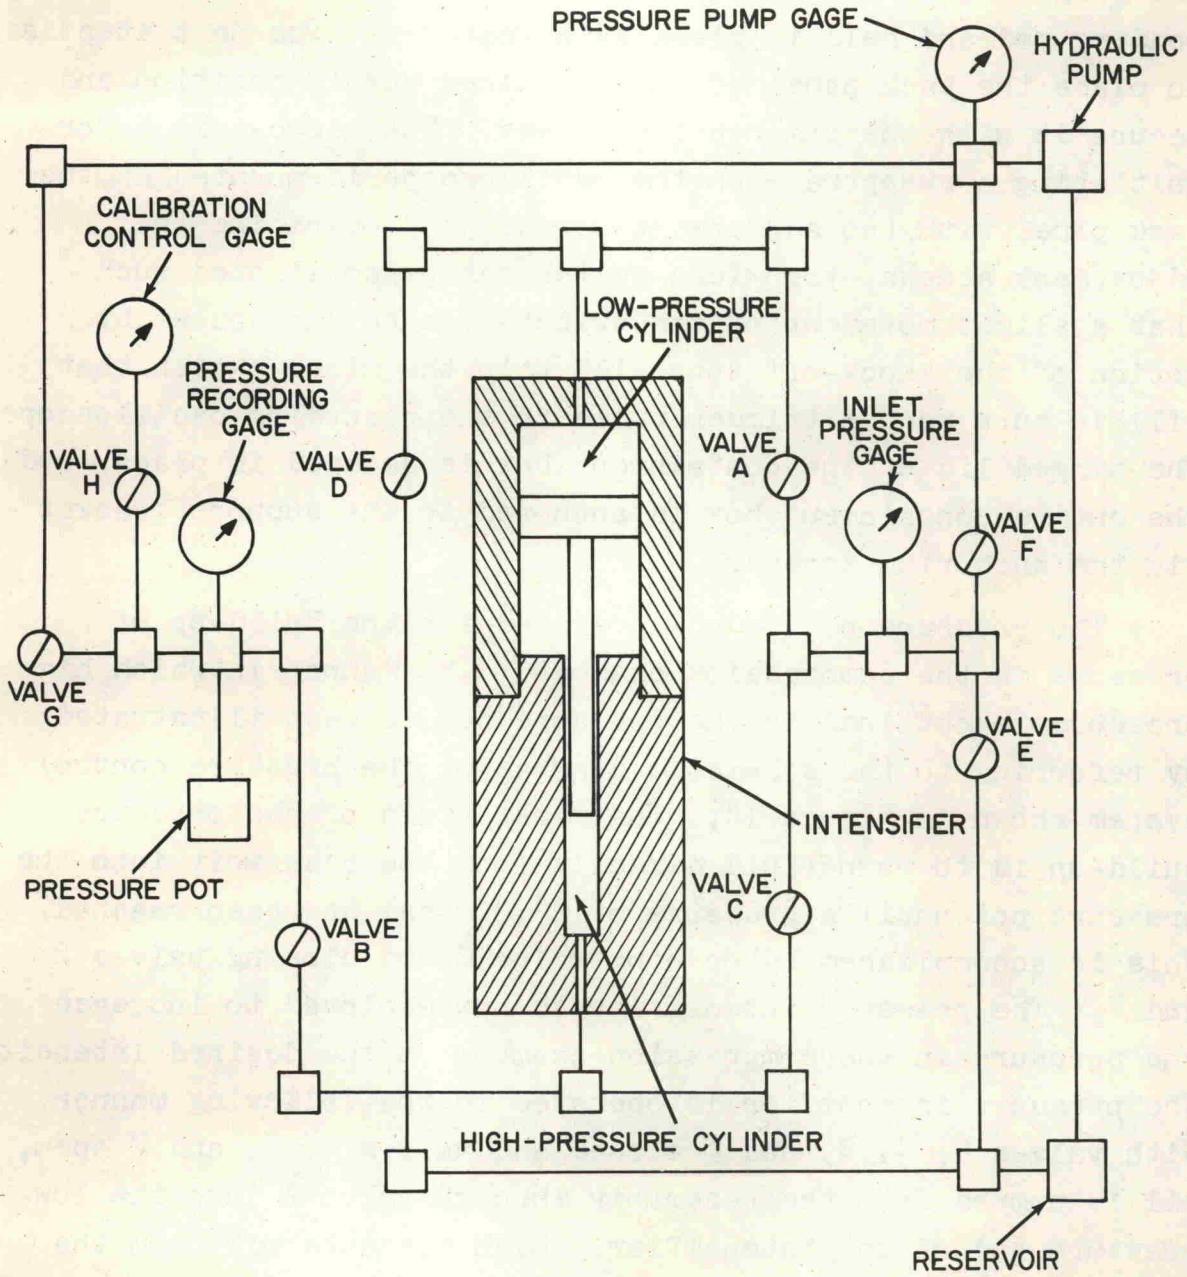 PRESSURE PUMP GAGE
HYDRAULIC
PUMP
CALIBRATION
CONTROL GAGE
LOW-PRESSURE
CYLINDER
PRESSURE
RECORDING
GAGE
INLET
PRESSURE
GAGE
VALVE
H
VALVE
D
VALVE
A
VALVE
F
VALVE
G
VALVE
E
INTENSIFIER
PRESSURE POT
VALVE
C
VALVE
B
HIGH-PRESSURE CYLINDER
RESERVOIR